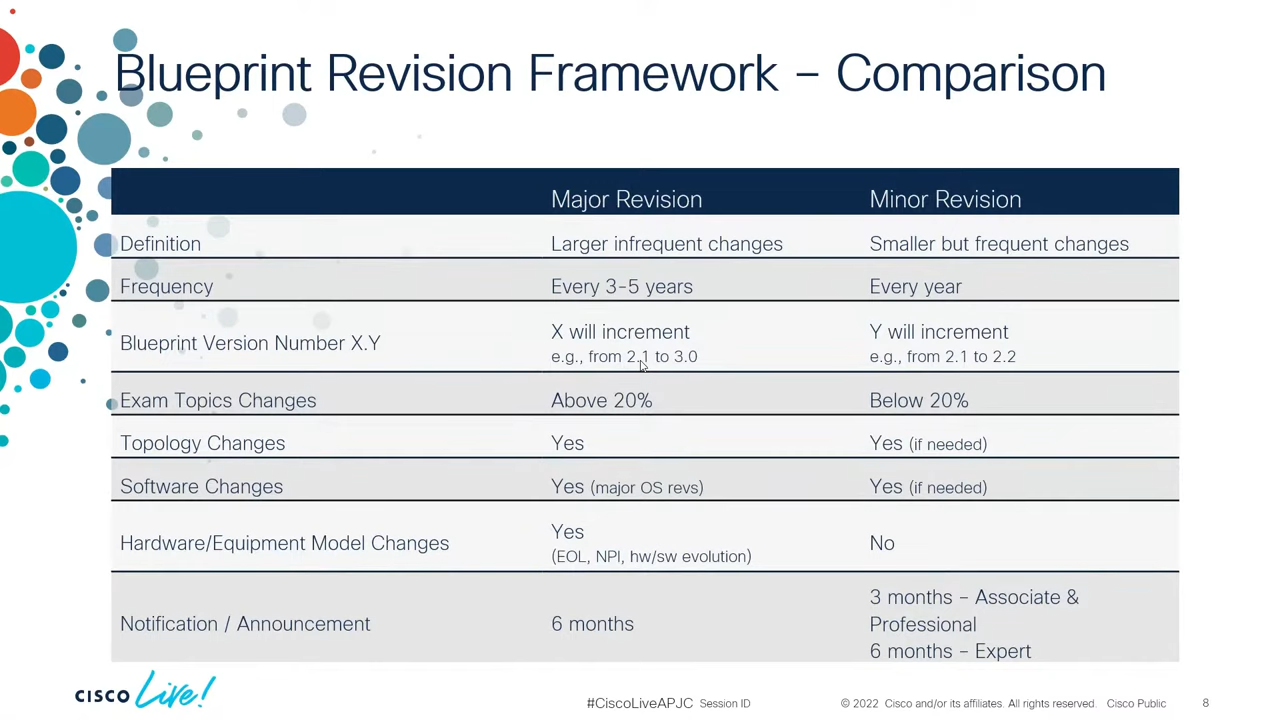 Blueprint Revision Framework – Comparison
Major Revision Minor Revision
Definition Larger infrequent changes Smaller but frequent changes
Frequency Every 3-5 years Every year
Blueprint Version Number X.Y X will increment Y will increment
e.g., from 2.1 to 3.0 e.g., from 2.1 to 2.2
Exam Topics Changes Above 20% Below 20%
Topology Changes Yes Yes (if needed)
Software Changes Yes (major OS revs) Yes (if needed)
Hardware/Equipment Model Changes Yes No
(EOL, NPI, hw/sw evolution)
Notification / Announcement 6 months 3 months – Associate &
Professional
6 months – Expert
CISCO Live! #CiscoLiveAPJC Session ID © 2022 Cisco and/or its affiliates. All rights reserved. Cisco Public 8